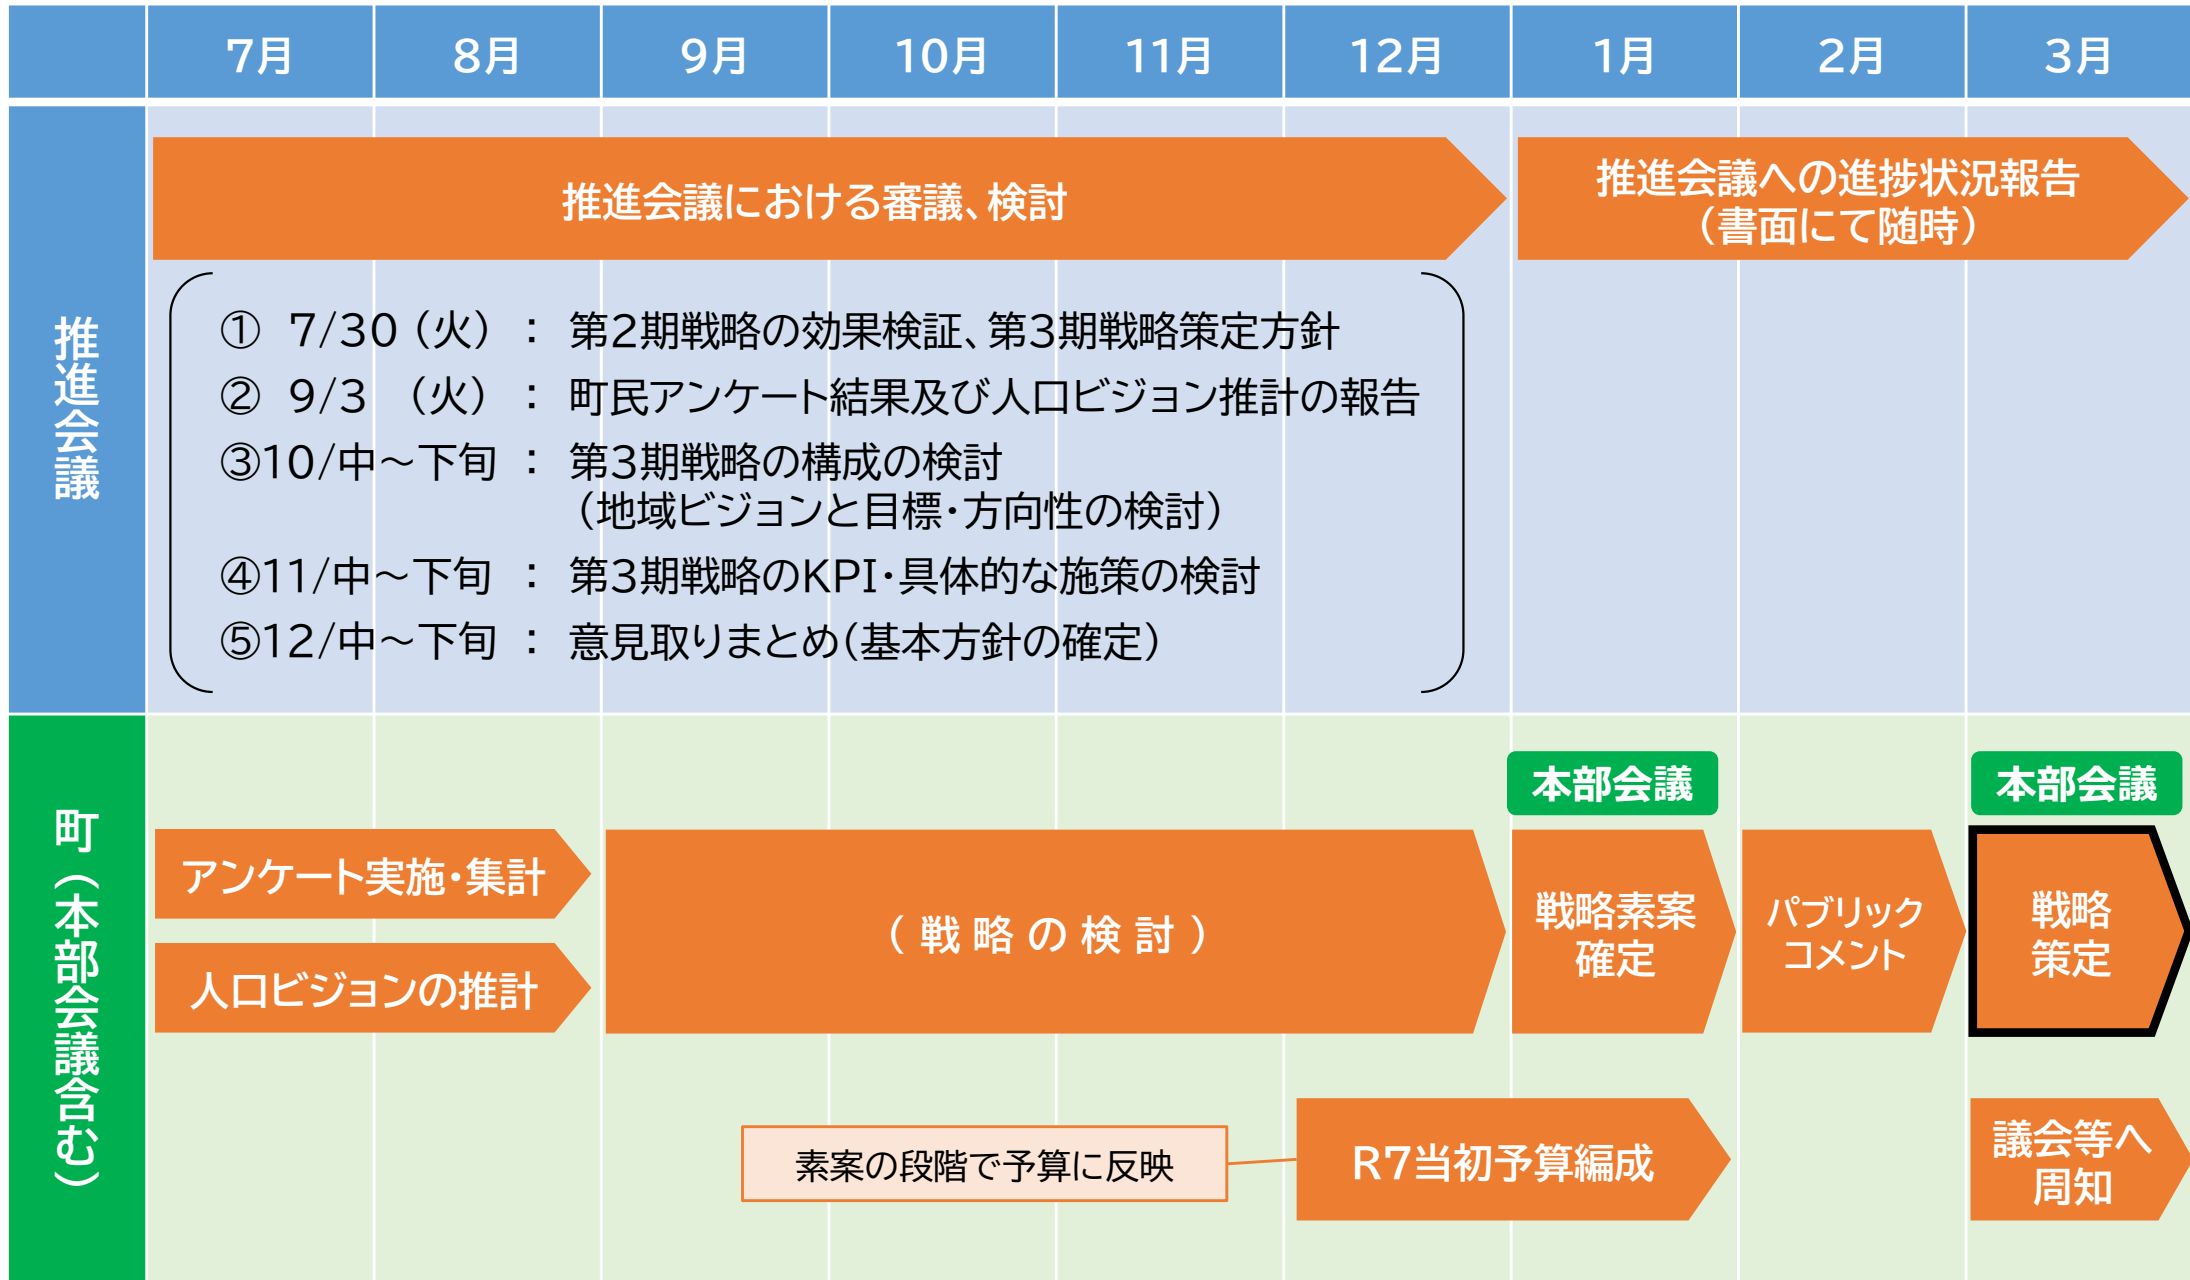 7月 8月 9月 10月 11月 12月 1月 2月 3月
推進会議
推進会議における審議、検討
推進会議への進捗状況報告
（書面にて随時）
① 7/30（火） ： 第2期戦略の効果検証、第3期戦略策定方針
② 9/3 （火） ： 町民アンケート結果及び人口ビジョン推計の報告
③10/中～下旬 ： 第3期戦略の構成の検討
（地域ビジョンと目標・方向性の検討）
④11/中～下旬 ： 第3期戦略のKPI・具体的な施策の検討
⑤12/中～下旬 ： 意見取りまとめ（基本方針の確定）
町（本部会議含む）
本部会議
本部会議
アンケート実施・集計
人口ビジョンの推計
（戦略の検討）
戦略素案
確定
パブリック
コメント
戦略
策定
素案の段階で予算に反映
R7当初予算編成
議会等へ
周知